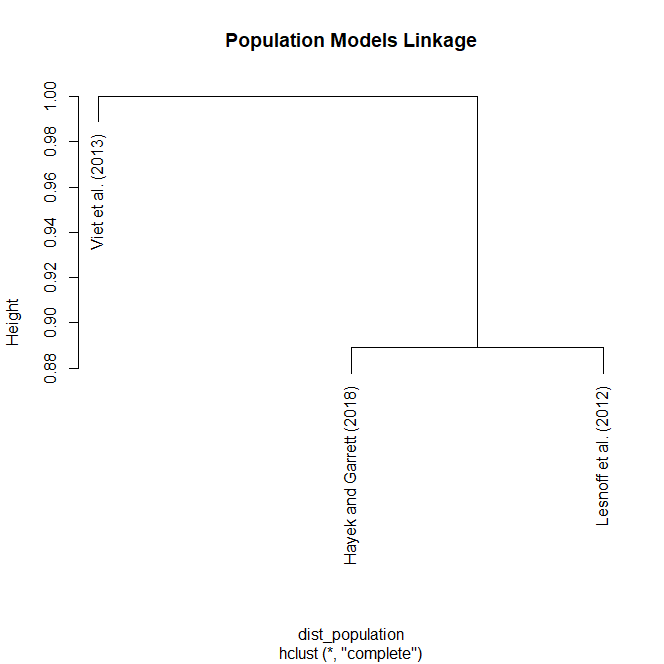 Population Models Linkage
Height
1.00
0.98
0.96
0.94
0.92
0.90
0.88
Viet et al. (2013)
Hayek and Garrett (2018)
Lesnoff et al. (2012)
dist_population
hclust (*, "complete")